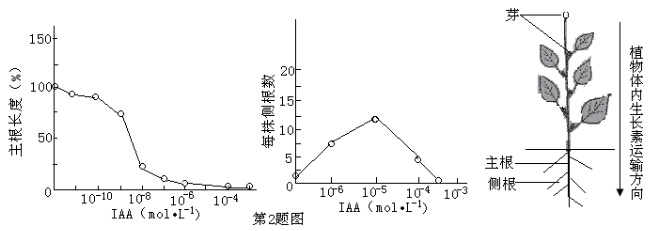 主根长度（%）
150
100
50
0
10⁻¹⁰
10⁻⁸
10⁻⁶
10⁻⁴
IAA（mol·L⁻¹）
每株侧根数
20
15
10
5
0
10⁻⁶
10⁻⁵
10⁻⁴
10⁻³
IAA（mol·L⁻¹）
第2题图
芽
主根
侧根
植物体内生长素运输方向